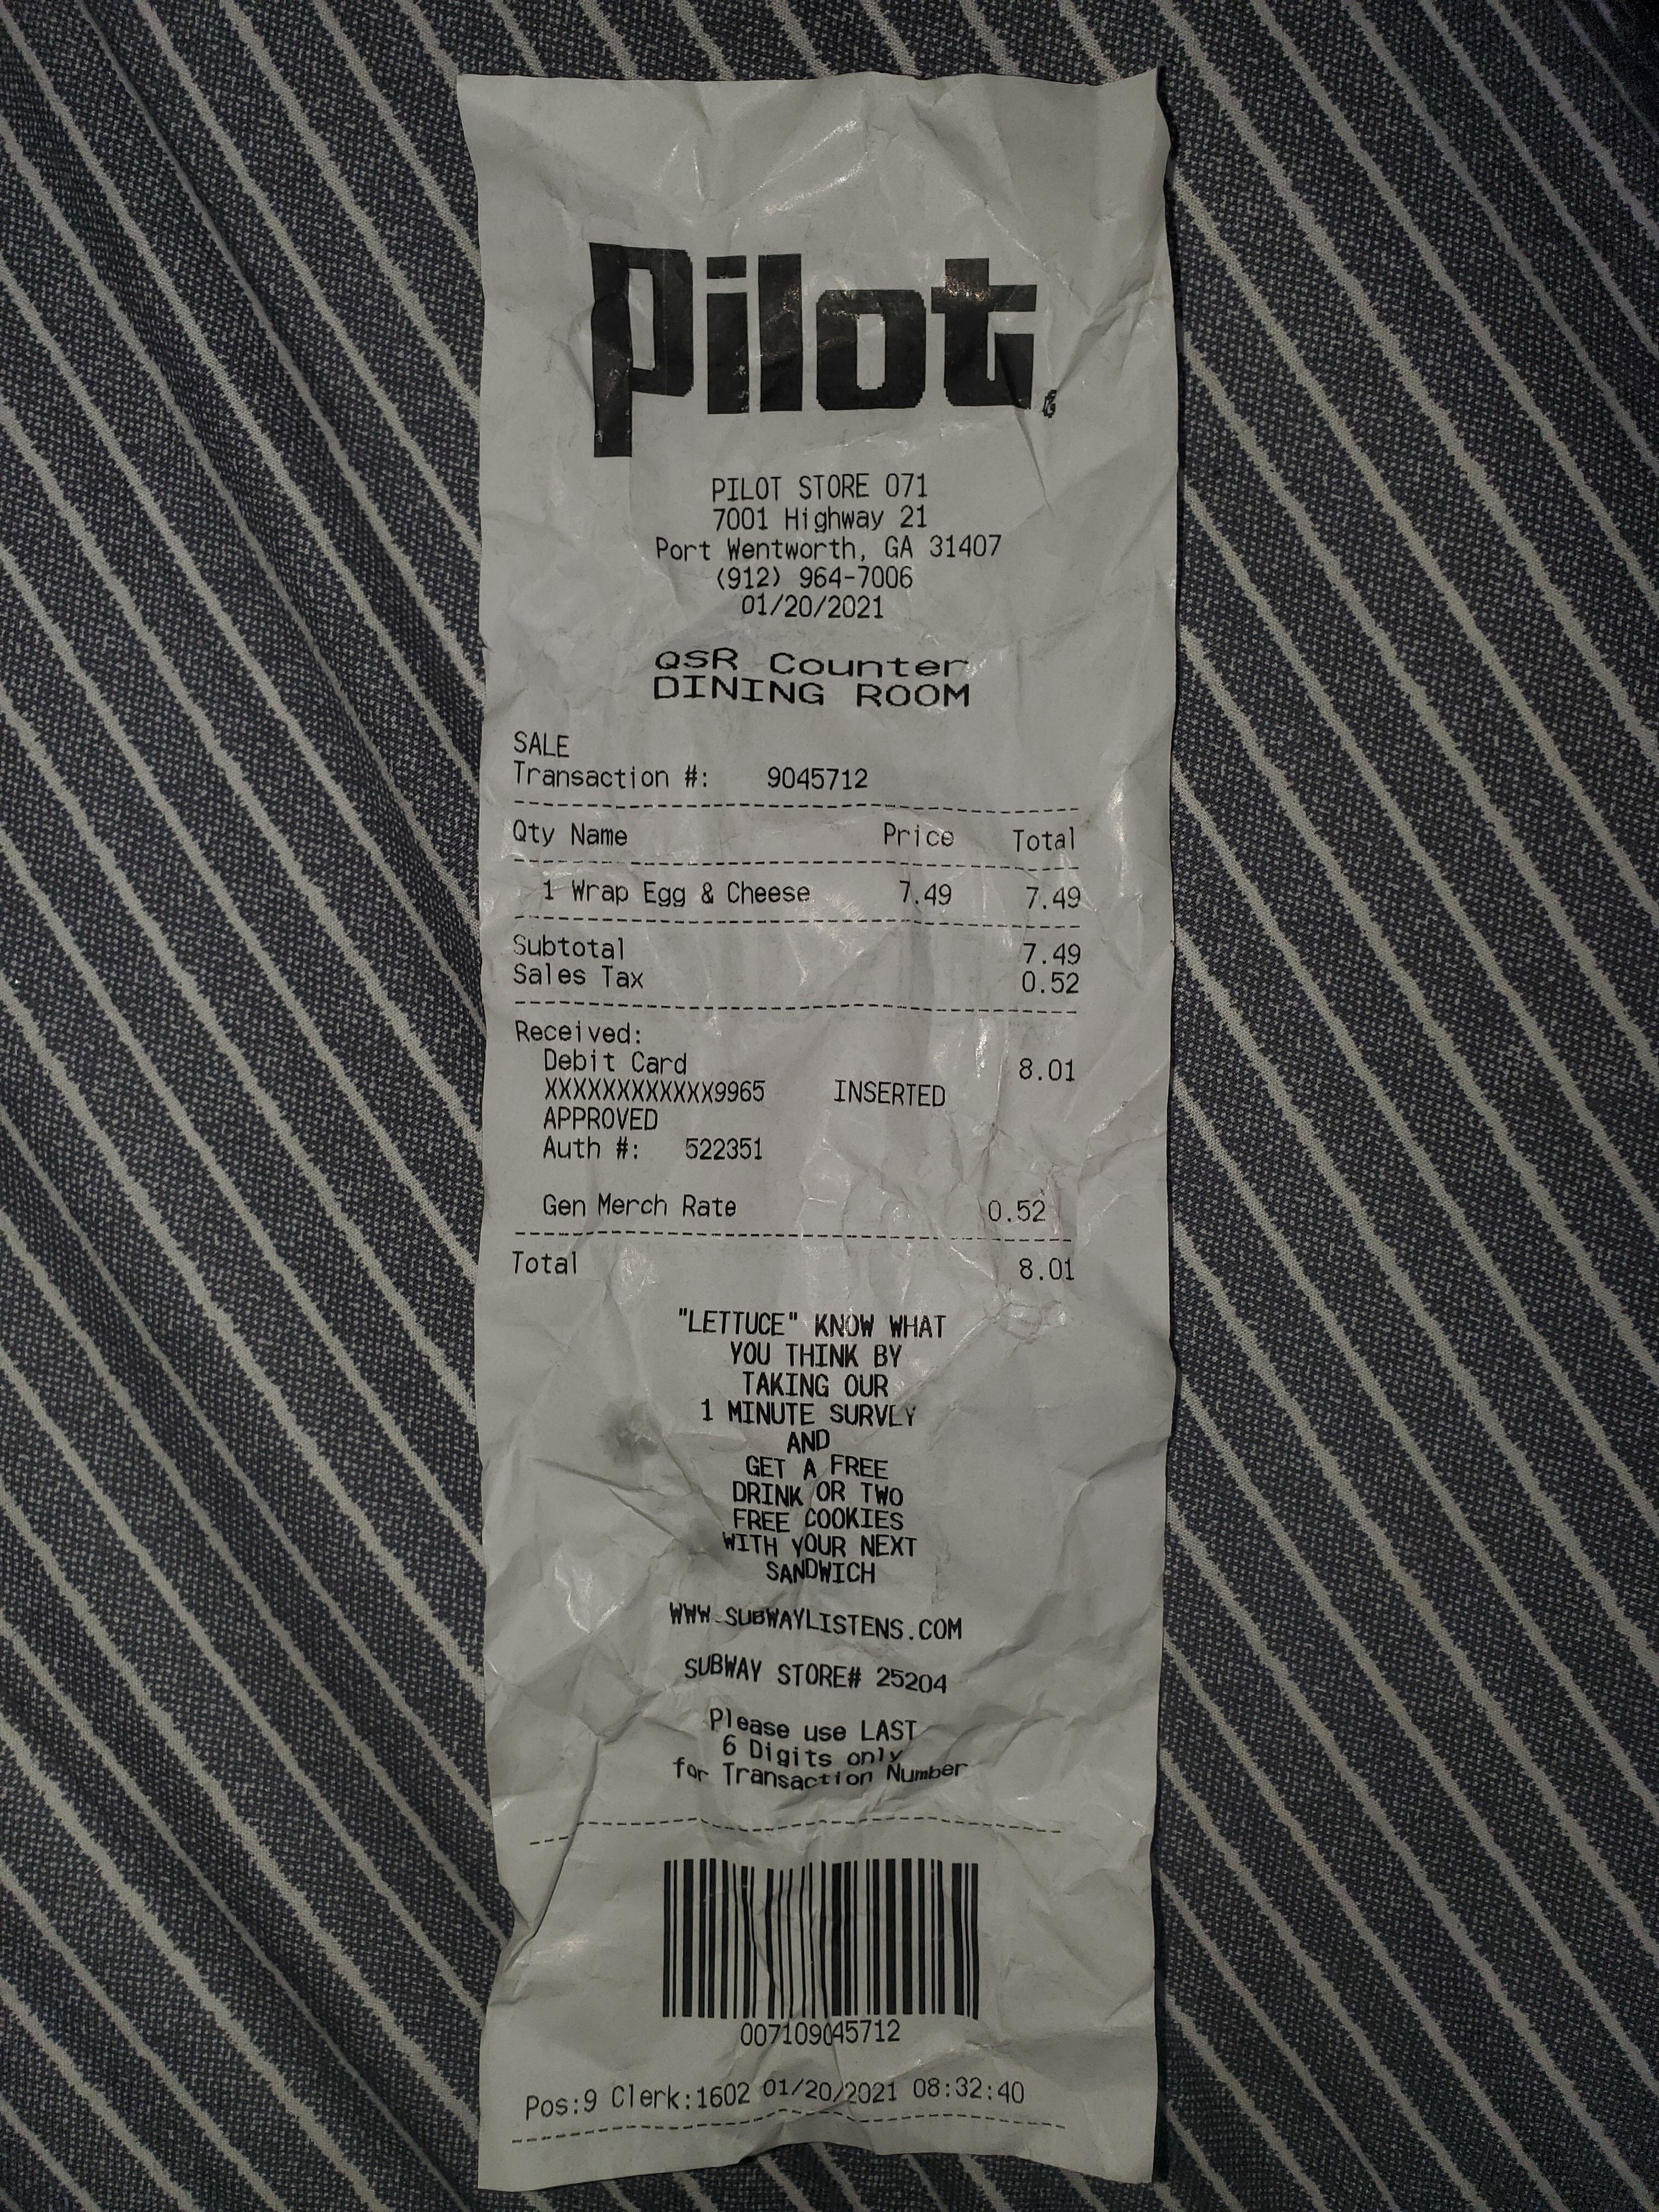 Pilot
PILOT STORE 071
7001 Highway 21
Port Wentworth, GA 31407
(912) 964-7006
01/20/2021
QSR Counter
DINING ROOM
SALE
Transaction #: 9045712
Qty Name Price Total
1 Wrap Egg & Cheese 7.49 7.49
Subtotal 7.49
Sales Tax 0.52
Received:
Debit Card 8.01
XXXXXXXXXXXX9965 INSERTED
APPROVED
Auth #: 522351
Gen Merch Rate 0.52
Total 8.01
"LETTUCE" KNOW WHAT
YOU THINK BY
TAKING OUR
1 MINUTE SURVEY
AND
GET A FREE
DRINK OR TWO
FREE COOKIES
WITH YOUR NEXT
SANDWICH
WWW.SUBWAYLISTENS.COM
SUBWAY STORE# 25204
Please use LAST
6 Digits only
for Transaction Number
007109045712
Pos:9 Clerk:1602 01/20/2021 08:32:40